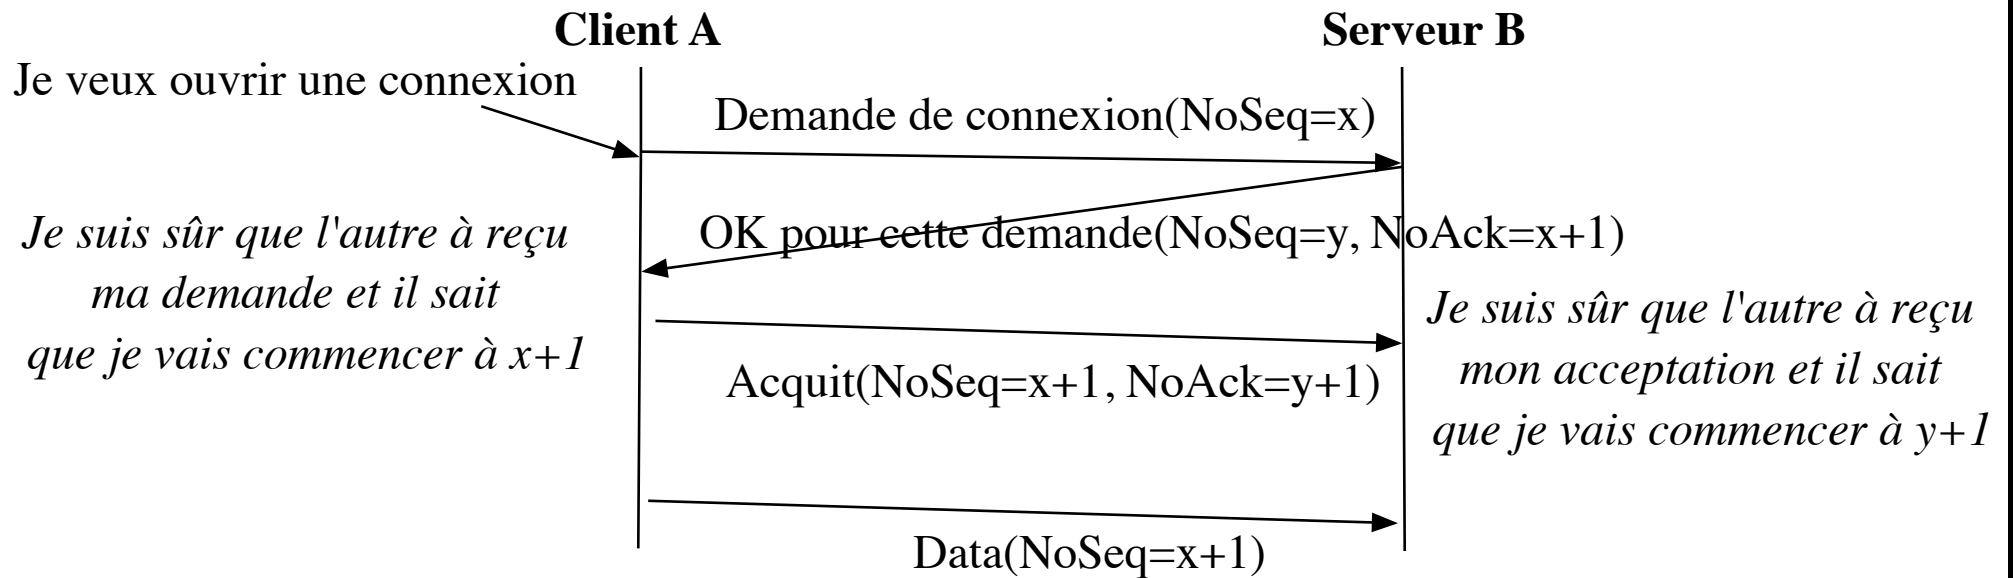 Client A
Serveur B
Je veux ouvrir une connexion
Demande de connexion(NoSeq=x)
Je suis sûr que l'autre à reçu
ma demande et il sait
que je vais commencer à x+1
OK pour cette demande(NoSeq=y, NoAck=x+1)
Je suis sûr que l'autre à reçu
mon acceptation et il sait
que je vais commencer à y+1
Acquit(NoSeq=x+1, NoAck=y+1)
Data(NoSeq=x+1)